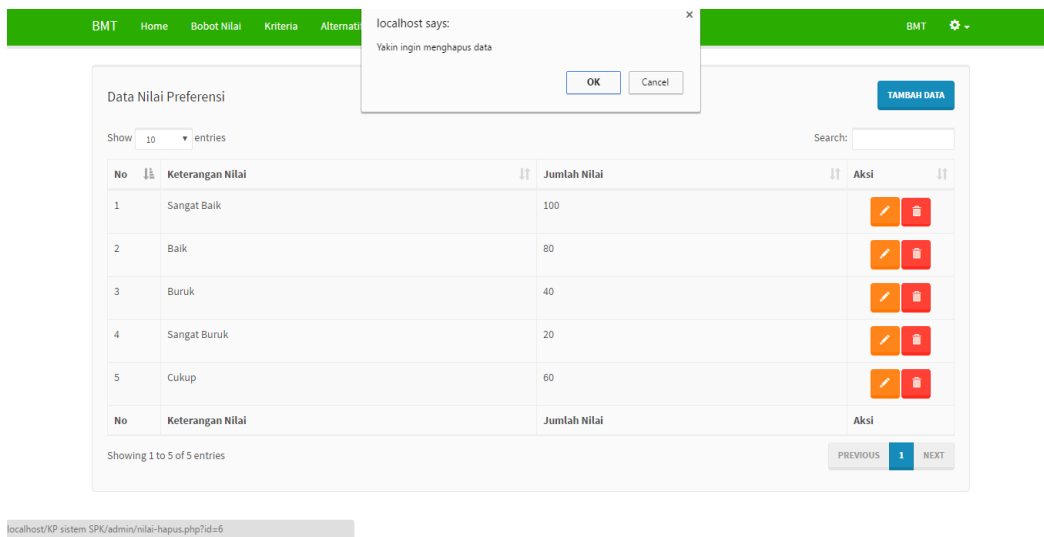 BMT Home Bobot Nilai Kriteria Alternatif BMT
localhost says:
Yakin ingin menghapus data
OK Cancel
Data Nilai Preferensi TAMBAH DATA
Show 10 entries Search:
No Keterangan Nilai Jumlah Nilai Aksi
1 Sangat Baik 100
2 Baik 80
3 Buruk 40
4 Sangat Buruk 20
5 Cukup 60
No Keterangan Nilai Jumlah Nilai Aksi
Showing 1 to 5 of 5 entries PREVIOUS 1 NEXT
localhost/KP sistem SPK/admin/nilai-hapus.php?id=6